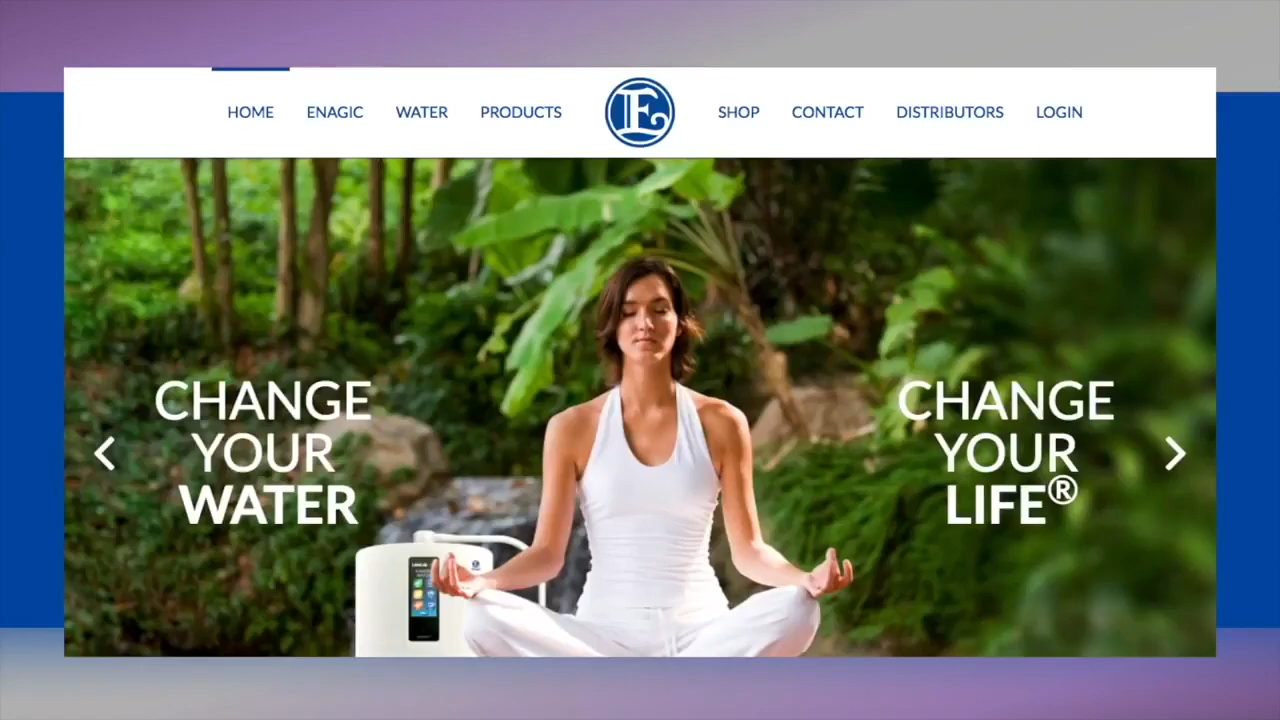 HOME ENAGIC WATER PRODUCTS E SHOP CONTACT DISTRIBUTORS LOGIN
CHANGE
YOUR
WATER
CHANGE
YOUR
LIFE®